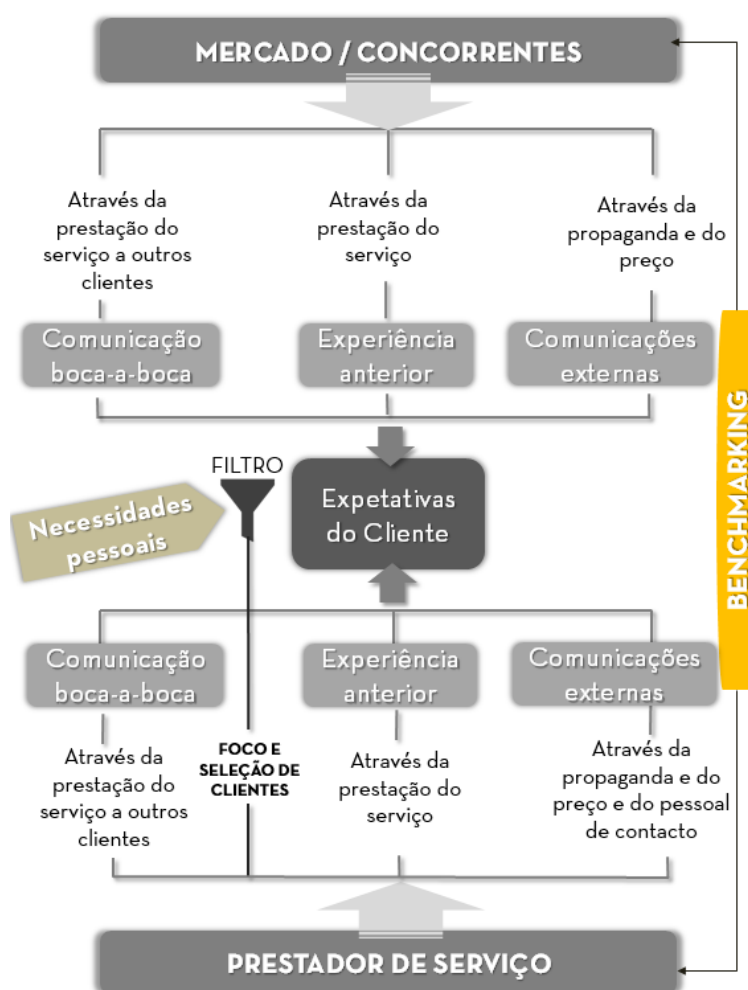 MERCADO / CONCORRENTES
Através da
prestação do
serviço a outros
clientes
Através da
prestação do
serviço
Através da
propaganda e do
preço
Comunicação
boca-a-boca
Experiência
anterior
Comunicações
externas
BENCHMARKING
FILTRO
Necessidades
pessoais
Expetativas
do Cliente
Comunicação
boca-a-boca
Experiência
anterior
Comunicações
externas
Através da
prestação do
serviço a outros
clientes
FOCO E
SELEÇÃO DE
CLIENTES
Através da
prestação do
serviço
Através da
propaganda e do
preço e do pessoal
de contacto
PRESTADOR DE SERVIÇO